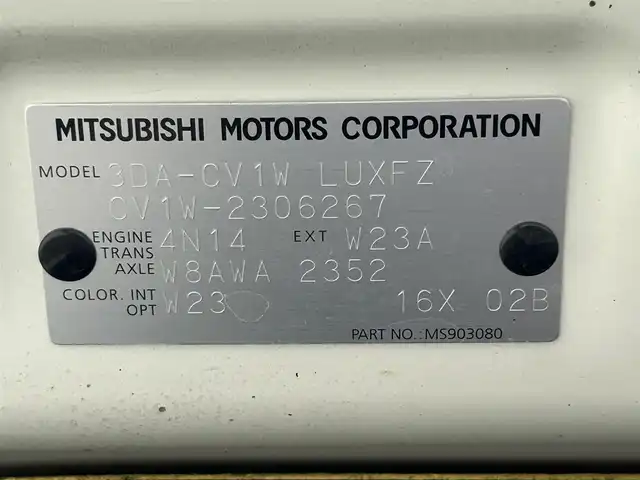 MITSUBISHI MOTORS CORPORATION
MODEL 3DA-CV1W LUXFZ
CV1W-2306267
ENGINE 4N14 EXT W23A
TRANS
AXLE W8AWA 2352
COLOR. INT W23 16X 02B
OPT
PART NO.: MS903080